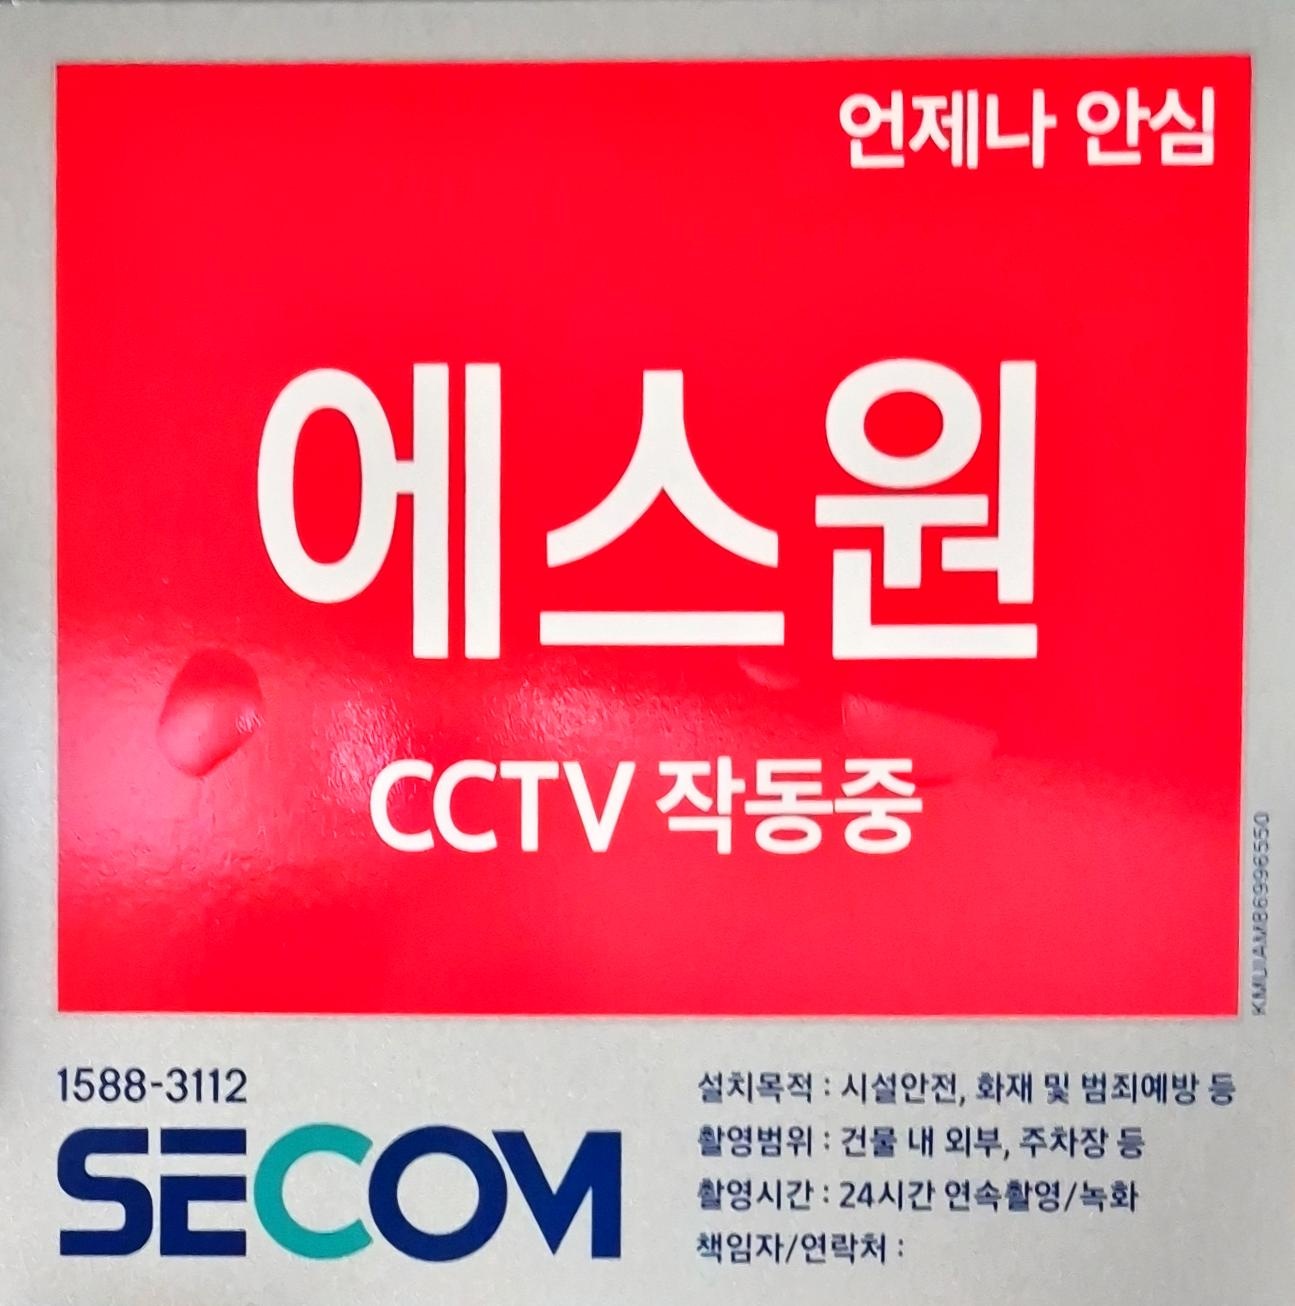 언제나 안심
에스원
CCTV 작동중
1588-3112
SECOM
설치목적 : 시설안전, 화재 및 범죄예방 등
촬영범위 : 건물 내 외부, 주차장 등
촬영시간 : 24시간 연속촬영/녹화
책임자/연락처 :